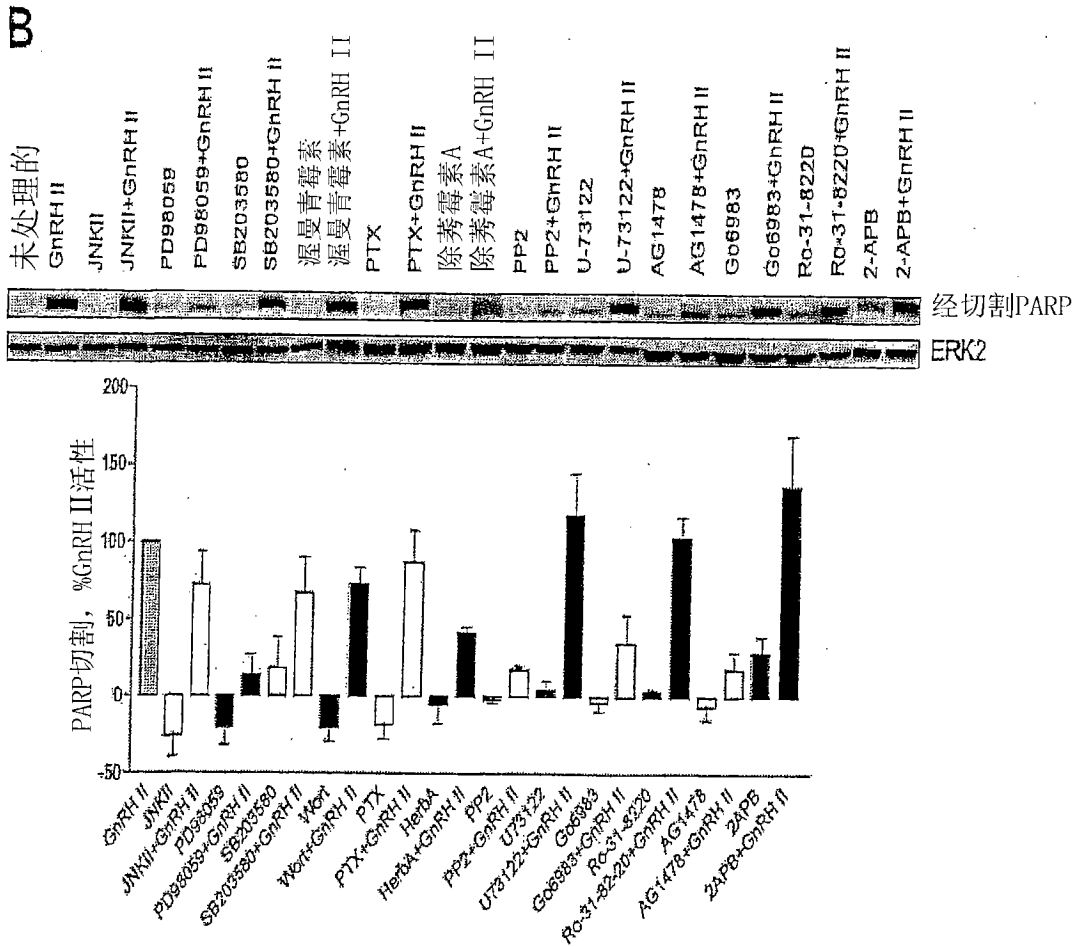 B
未处理的
GnRH II
JNKII
JNKII+GnRH II
PD98059
PD98059+GnRH II
SB203580
SB203580+GnRH II
渥曼青霉素
渥曼青霉素+GnRH II
PTX
PTX+GnRH II
除莠霉素A
除莠霉素A+GnRH II
PP2
PP2+GnRH II
U-73122
U-73122+GnRH II
AG1478
AG1478+GnRH II
Go6983
Go6983+GnRH II
Ro-31-8220
Ro-31-8220+GnRH II
2-APB
2-APB+GnRH II
经切割PARP
ERK2
PARP切割，%GnRH II活性
200
150
100
50
0
-50
GnRH II
JNKII
JNKII+GnRH II
PD98059
PD98059+GnRH II
SB203580
SB203580+GnRH II
Wort
Wort+GnRH II
PTX
PTX+GnRH II
HerbA
HerbA+GnRH II
PP2
PP2+GnRH II
U73122
U73122+GnRH II
Go6983
Go6983+GnRH II
Ro-31-8220
Ro-31-82-20+GnRH II
AG1478
AG1478+GnRH II
2APB
2APB+GnRH II